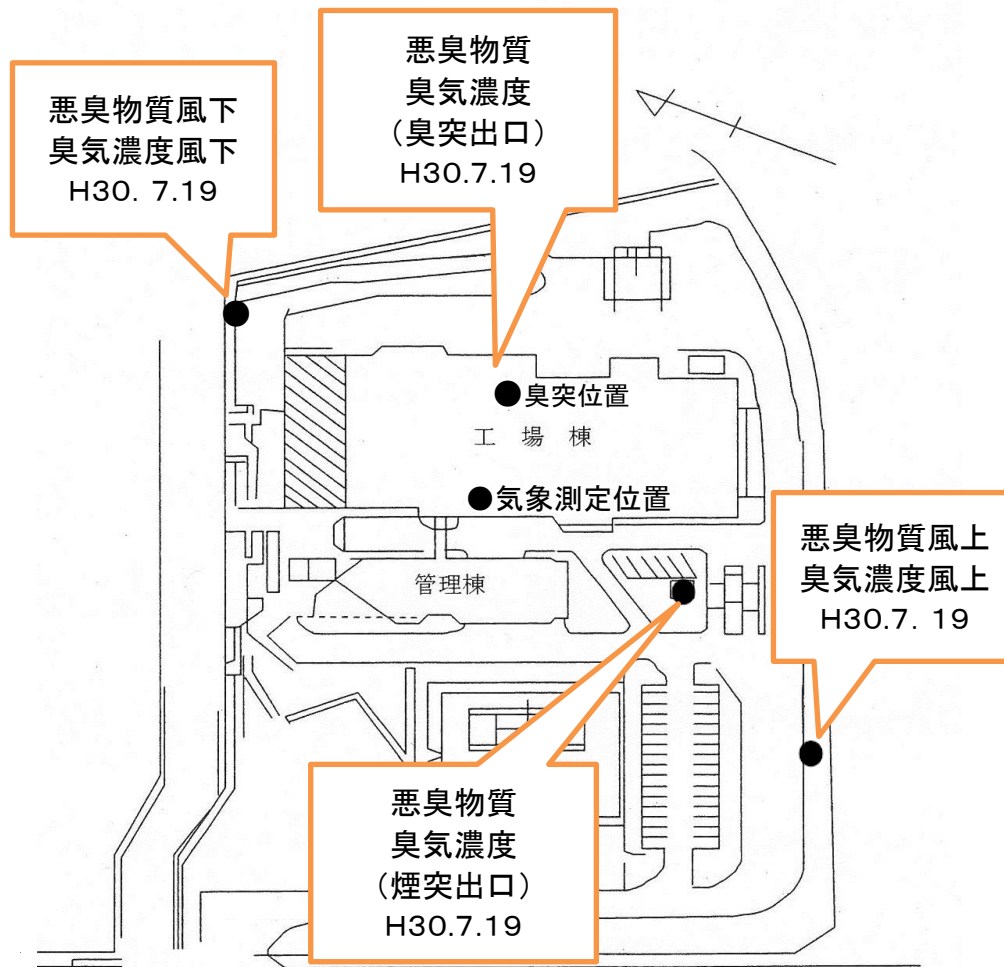 悪臭物質
臭気濃度
（臭突出口）
H30.7.19
悪臭物質風下
臭気濃度風下
H30. 7.19
臭突位置
工場棟
気象測定位置
悪臭物質風上
臭気濃度風上
H30.7. 19
管理棟
悪臭物質
臭気濃度
（煙突出口）
H30.7.19